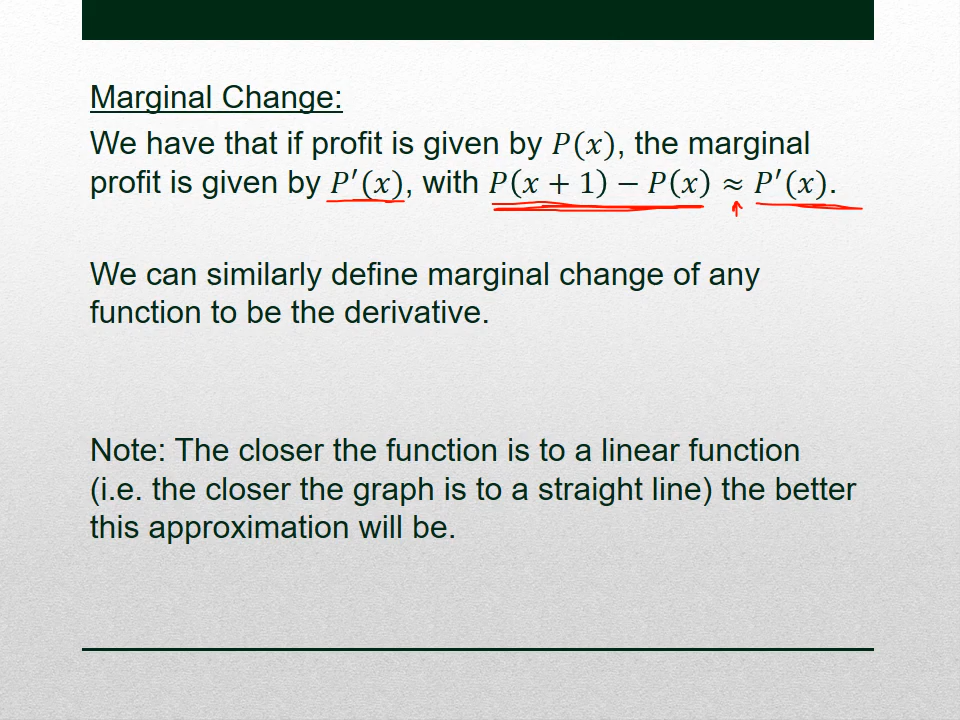 Marginal Change:
We have that if profit is given by 𝑃(𝑥), the marginal
profit is given by 𝑃′(𝑥), with 𝑃(𝑥 + 1) − 𝑃(𝑥) ≈ 𝑃′(𝑥).
We can similarly define marginal change of any
function to be the derivative.
Note: The closer the function is to a linear function
(i.e. the closer the graph is to a straight line) the better
this approximation will be.